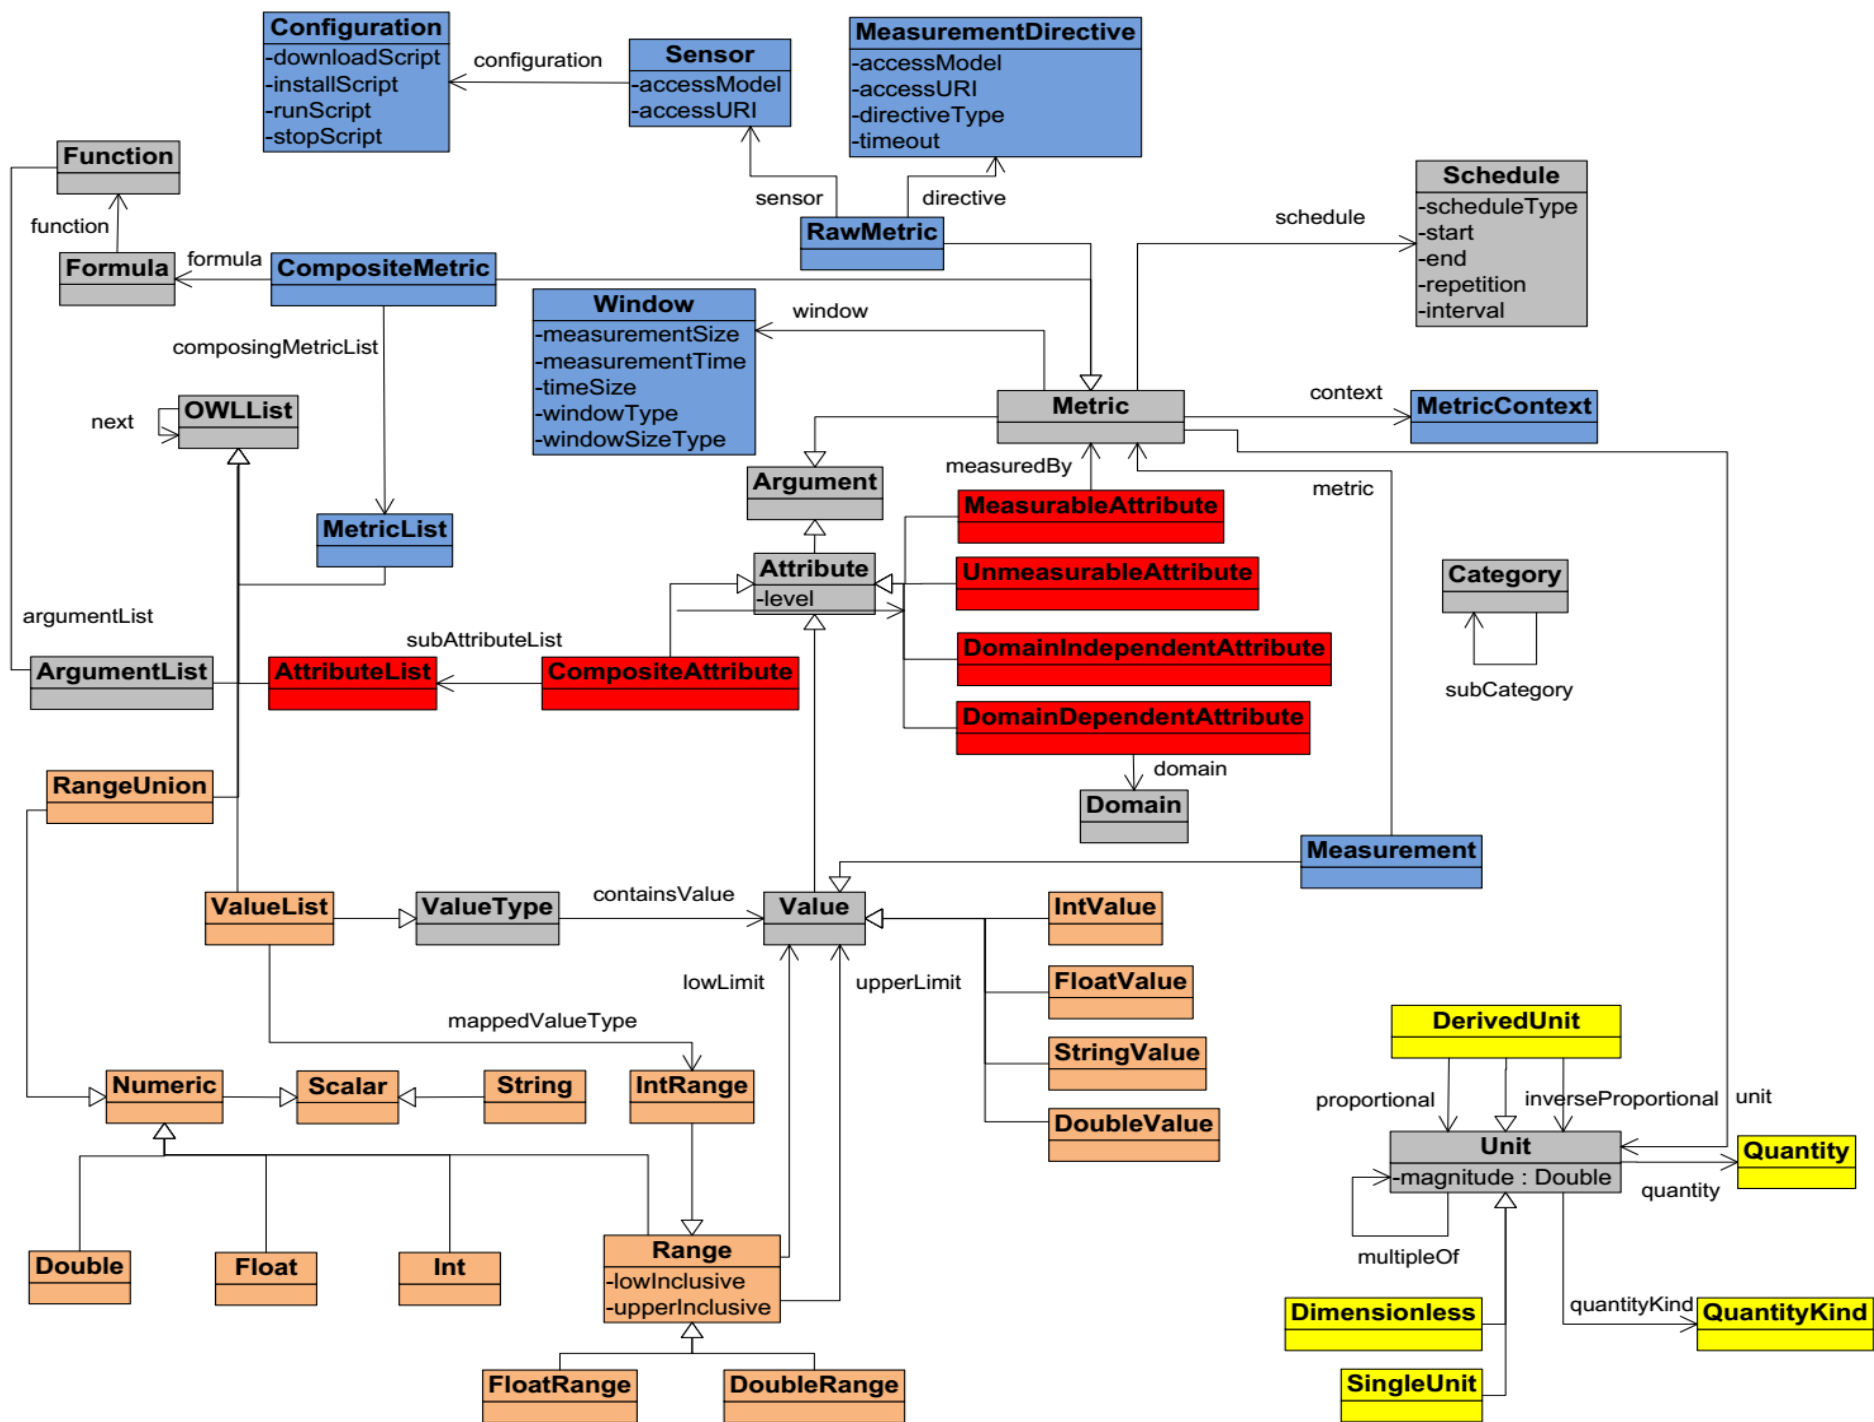 Configuration
-downloadScript
-installScript
-runScript
-stopScript
configuration
Sensor
-accessModel
-accessURI
MeasurementDirective
-accessModel
-accessURI
-directiveType
-timeout
Function
function
sensor
directive
Schedule
-scheduleType
-start
-end
-repetition
-interval
schedule
RawMetric
Formula
formula
CompositeMetric
Window
-measurementSize
-measurementTime
-timeSize
-windowType
-windowSizeType
window
composingMetricList
next
OWLList
Metric
context
MetricContext
measuredBy
metric
Argument
MeasurableAttribute
MetricList
Attribute
-level
UnmeasurableAttribute
Category
subCategory
argumentList
subAttributeList
ArgumentList
AttributeList
CompositeAttribute
DomainIndependentAttribute
DomainDependentAttribute
domain
Domain
RangeUnion
Measurement
ValueList
ValueType
containsValue
Value
IntValue
lowLimit
upperLimit
FloatValue
mappedValueType
StringValue
DerivedUnit
Numeric
Scalar
String
IntRange
DoubleValue
proportional
inverseProportional
unit
Unit
-magnitude : Double
Quantity
quantity
multipleOf
Double
Float
Int
Range
-lowInclusive
-upperInclusive
Dimensionless
quantityKind
QuantityKind
FloatRange
DoubleRange
SingleUnit